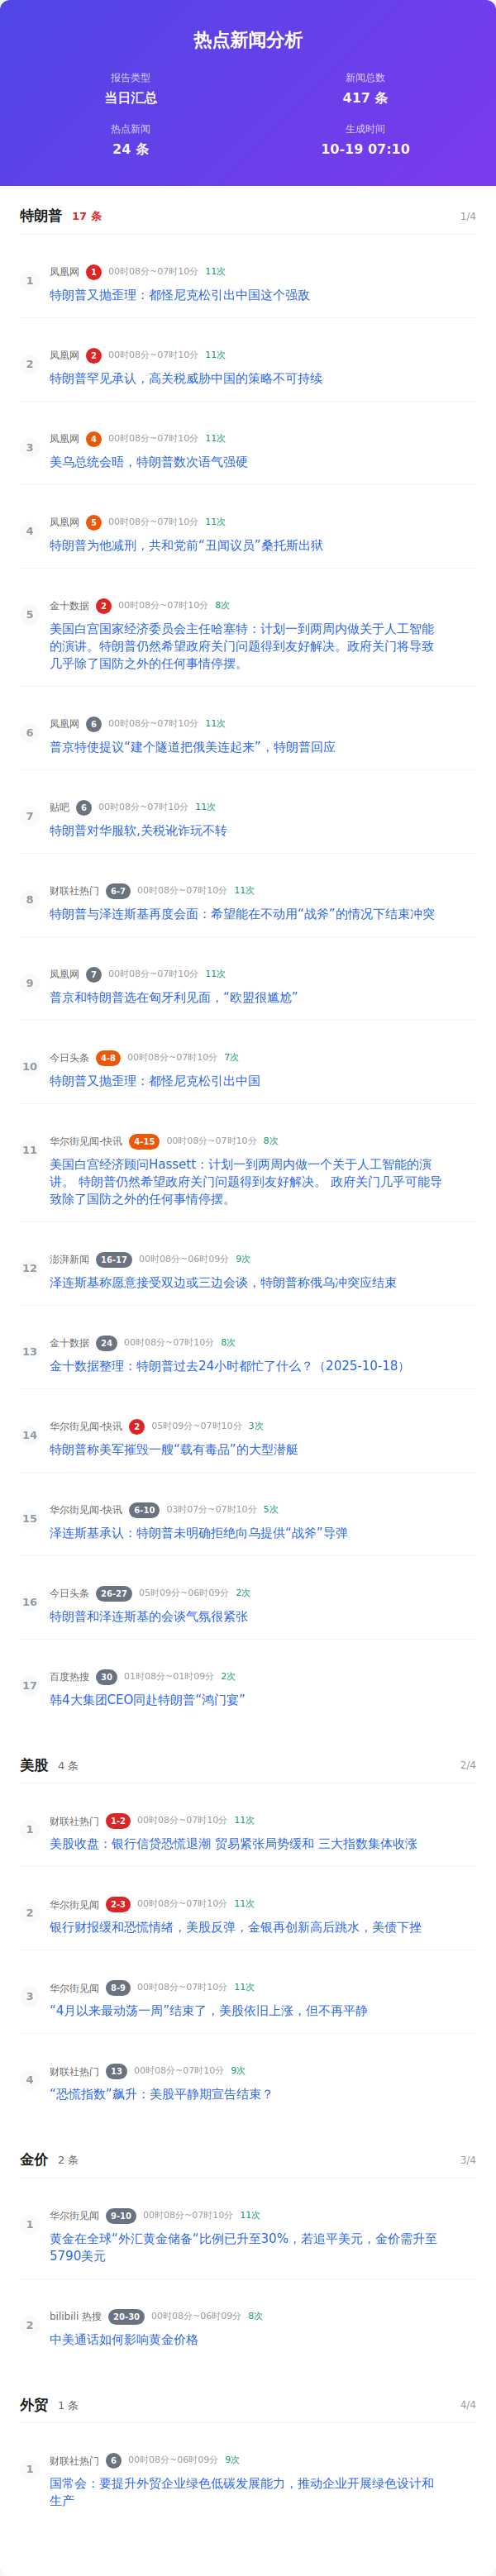 热点新闻分析
报告类型
新闻总数
当日汇总
417 条
热点新闻
生成时间
24 条
10-19 07:10
特朗普 17 条 1/4
1 凤凰网 1 00时08分~07时10分 11次
特朗普又抛歪理：都怪尼克松引出中国这个强敌
2 凤凰网 2 00时08分~07时10分 11次
特朗普罕见承认，高关税威胁中国的策略不可持续
3 凤凰网 4 00时08分~07时10分 11次
美乌总统会晤，特朗普数次语气强硬
4 凤凰网 5 00时08分~07时10分 11次
特朗普为他减刑，共和党前“丑闻议员”桑托斯出狱
5 金十数据 2 00时08分~07时10分 8次
美国白宫国家经济委员会主任哈塞特：计划一到两周内做关于人工智能
的演讲。特朗普仍然希望政府关门问题得到友好解决。政府关门将导致
几乎除了国防之外的任何事情停摆。
6 凤凰网 6 00时08分~07时10分 11次
普京特使提议“建个隧道把俄美连起来”，特朗普回应
7 贴吧 6 00时08分~07时10分 11次
特朗普对华服软,关税讹诈玩不转
8 财联社热门 6-7 00时08分~07时10分 11次
特朗普与泽连斯基再度会面：希望能在不动用“战斧”的情况下结束冲突
9 凤凰网 7 00时08分~07时10分 11次
普京和特朗普选在匈牙利见面，“欧盟很尴尬”
10 今日头条 4-8 00时08分~07时10分 7次
特朗普又抛歪理：都怪尼克松引出中国
11 华尔街见闻-快讯 4-15 00时08分~07时10分 8次
美国白宫经济顾问Hassett：计划一到两周内做一个关于人工智能的演
讲。 特朗普仍然希望政府关门问题得到友好解决。 政府关门几乎可能导
致除了国防之外的任何事情停摆。
12 澎湃新闻 16-17 00时08分~06时09分 9次
泽连斯基称愿意接受双边或三边会谈，特朗普称俄乌冲突应结束
13 金十数据 24 00时08分~07时10分 8次
金十数据整理：特朗普过去24小时都忙了什么？（2025-10-18）
14 华尔街见闻-快讯 2 05时09分~07时10分 3次
特朗普称美军摧毁一艘“载有毒品”的大型潜艇
15 华尔街见闻-快讯 6-10 03时07分~07时10分 5次
泽连斯基承认：特朗普未明确拒绝向乌提供“战斧”导弹
16 今日头条 26-27 05时09分~06时09分 2次
特朗普和泽连斯基的会谈气氛很紧张
17 百度热搜 30 01时08分~01时09分 2次
韩4大集团CEO同赴特朗普“鸿门宴”
美股 4 条 2/4
1 财联社热门 1-2 00时08分~07时10分 11次
美股收盘：银行信贷恐慌退潮 贸易紧张局势缓和 三大指数集体收涨
2 华尔街见闻 2-3 00时08分~07时10分 11次
银行财报缓和恐慌情绪，美股反弹，金银再创新高后跳水，美债下挫
3 华尔街见闻 8-9 00时08分~07时10分 11次
“4月以来最动荡一周”结束了，美股依旧上涨，但不再平静
4 财联社热门 13 00时08分~07时10分 9次
“恐慌指数”飙升：美股平静期宣告结束？
金价 2 条 3/4
1 华尔街见闻 9-10 00时08分~07时10分 11次
黄金在全球“外汇黄金储备“比例已升至30%，若追平美元，金价需升至
5790美元
2 bilibili 热搜 20-30 00时08分~06时09分 8次
中美通话如何影响黄金价格
外贸 1 条 4/4
1 财联社热门 6 00时08分~06时09分 9次
国常会：要提升外贸企业绿色低碳发展能力，推动企业开展绿色设计和
生产